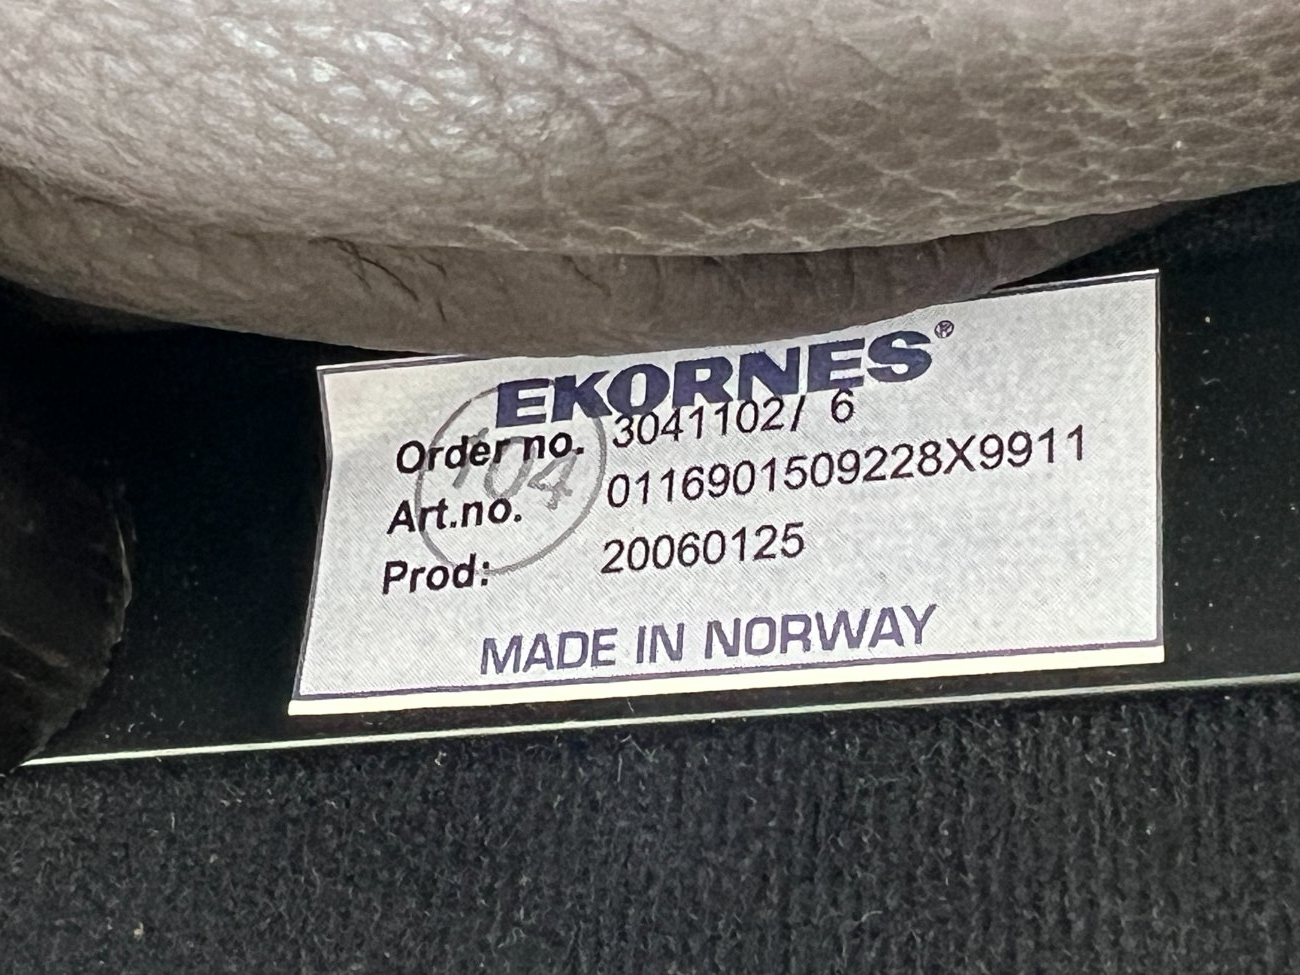 EKORNES®
Order no. 3041102/ 6
104
Art.no. 0116901509228X9911
Prod: 20060125
MADE IN NORWAY